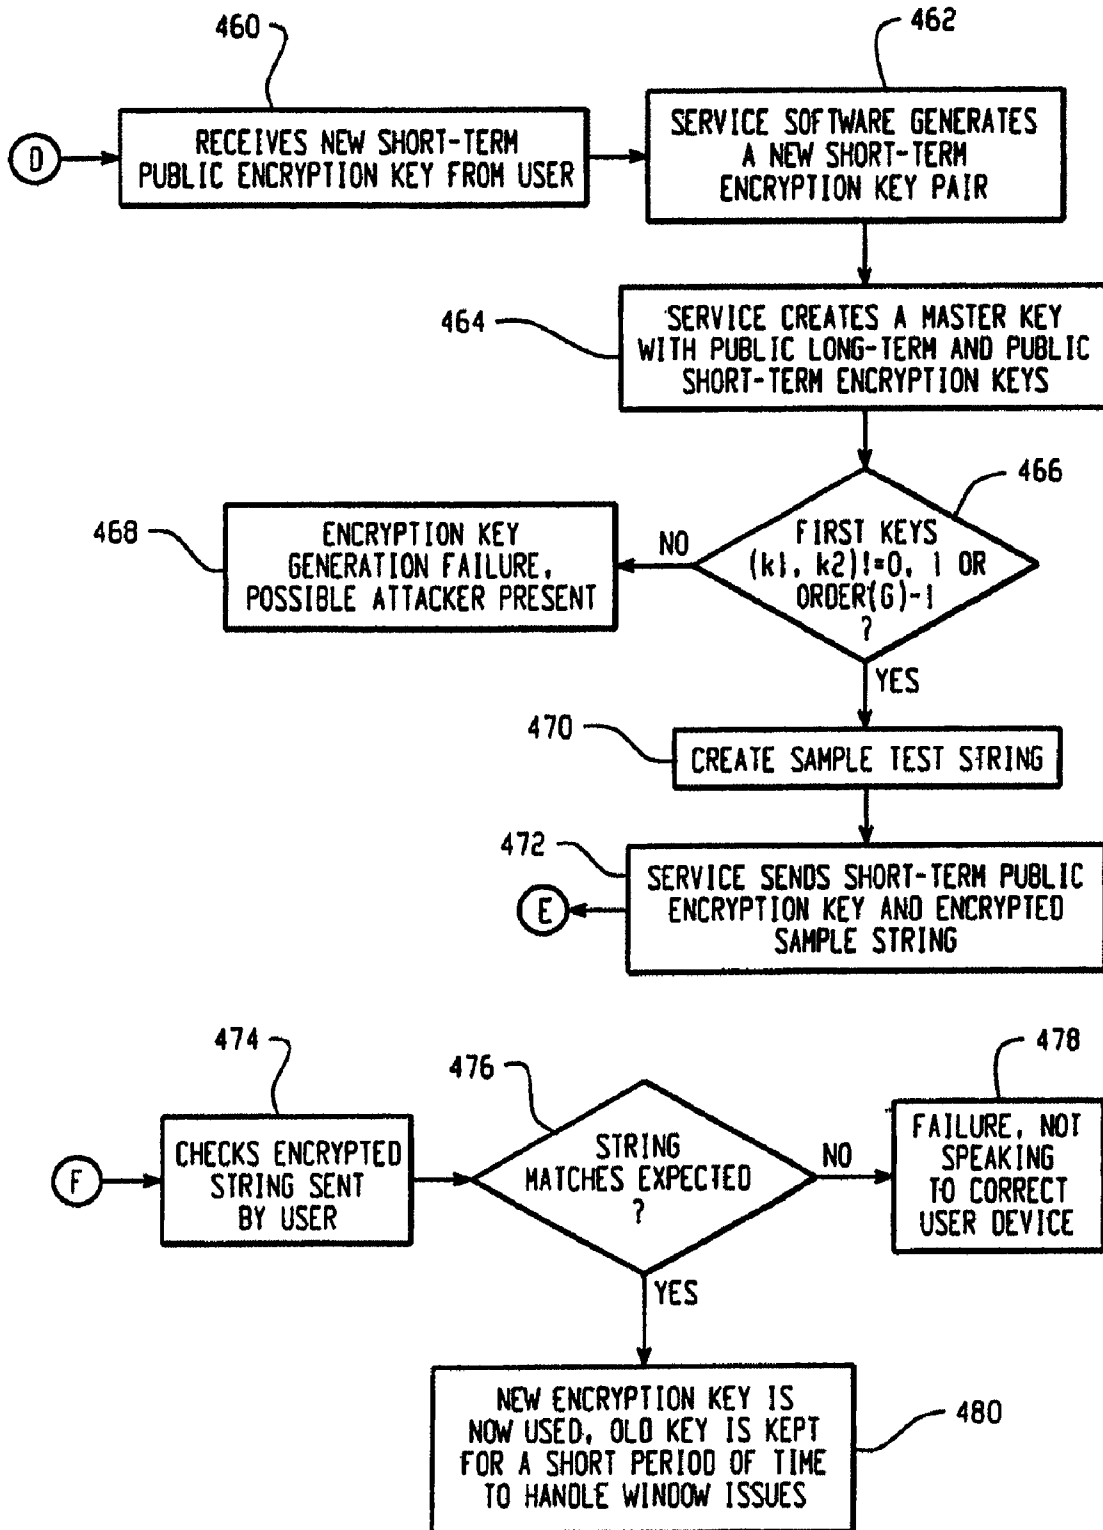 460
462
D
RECEIVES NEW SHORT-TERM
PUBLIC ENCRYPTION KEY FROM USER
SERVICE SOFTWARE GENERATES
A NEW SHORT-TERM
ENCRYPTION KEY PAIR
464
SERVICE CREATES A MASTER KEY
WITH PUBLIC LONG-TERM AND PUBLIC
SHORT-TERM ENCRYPTION KEYS
466
468
ENCRYPTION KEY
GENERATION FAILURE,
POSSIBLE ATTACKER PRESENT
NO
FIRST KEYS
(k1, k2)!=0, 1 OR
ORDER(G)-1
?
YES
470
CREATE SAMPLE TEST STRING
472
E
SERVICE SENDS SHORT-TERM PUBLIC
ENCRYPTION KEY AND ENCRYPTED
SAMPLE STRING
474
476
478
F
CHECKS ENCRYPTED
STRING SENT
BY USER
STRING
MATCHES EXPECTED
?
NO
FAILURE, NOT
SPEAKING
TO CORRECT
USER DEVICE
YES
NEW ENCRYPTION KEY IS
NOW USED, OLD KEY IS KEPT
FOR A SHORT PERIOD OF TIME
TO HANDLE WINDOW ISSUES
480